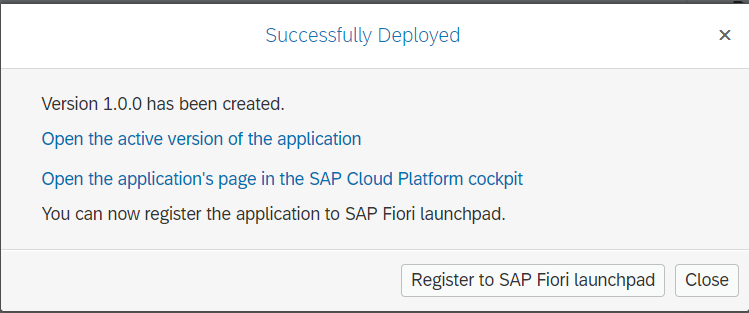 Successfully Deployed
Version 1.0.0 has been created.
Open the active version of the application
Open the application's page in the SAP Cloud Platform cockpit
You can now register the application to SAP Fiori launchpad.
Register to SAP Fiori launchpad
Close